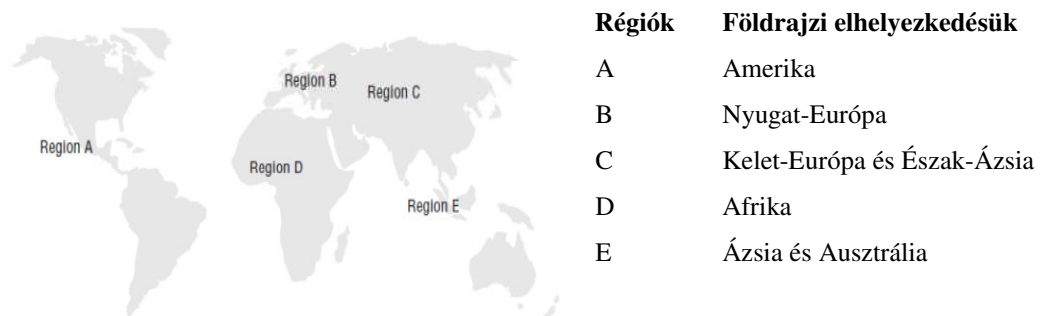 Region A
Region B
Region C
Region D
Region E
Régiók Földrajzi elhelyezkedésük
A Amerika
B Nyugat-Európa
C Kelet-Európa és Észak-Ázsia
D Afrika
E Ázsia és Ausztrália